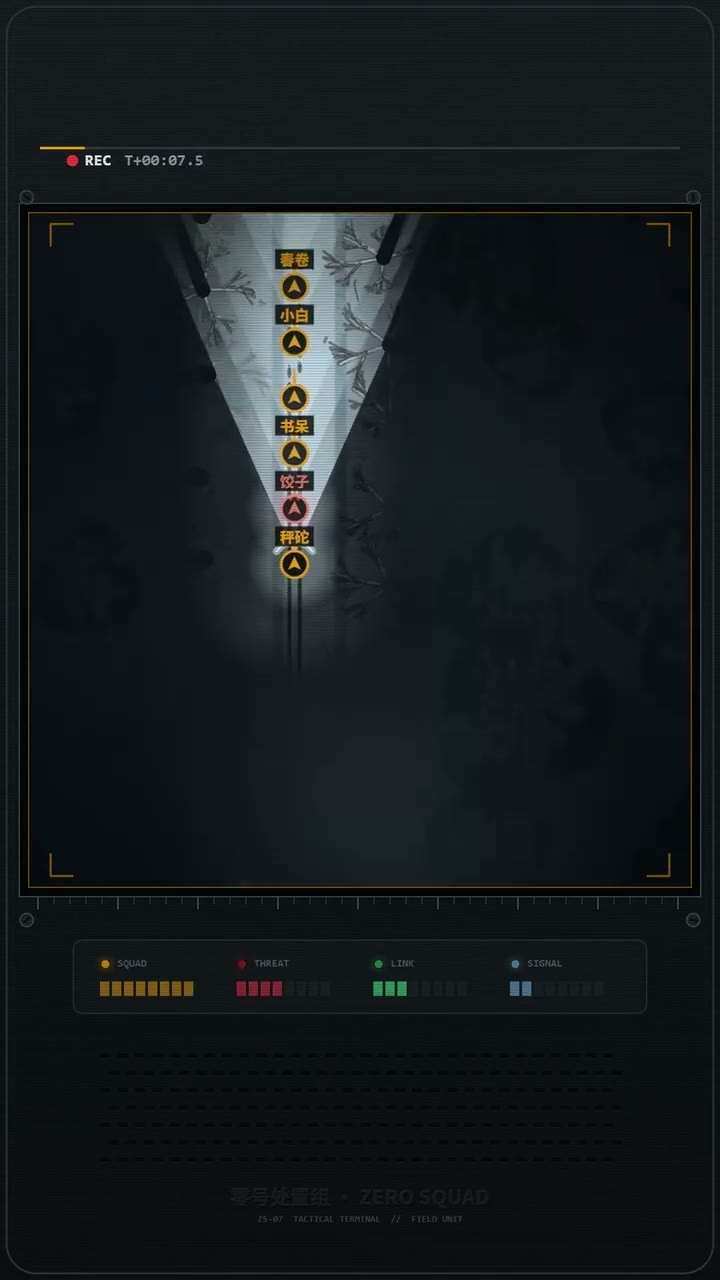 REC T+00:07.5
春卷
小白
书呆
饺子
秤砣
SQUAD THREAT LINK SIGNAL
零号处置组 · ZERO SQUAD
ZS-07 TACTICAL TERMINAL // FIELD UNIT